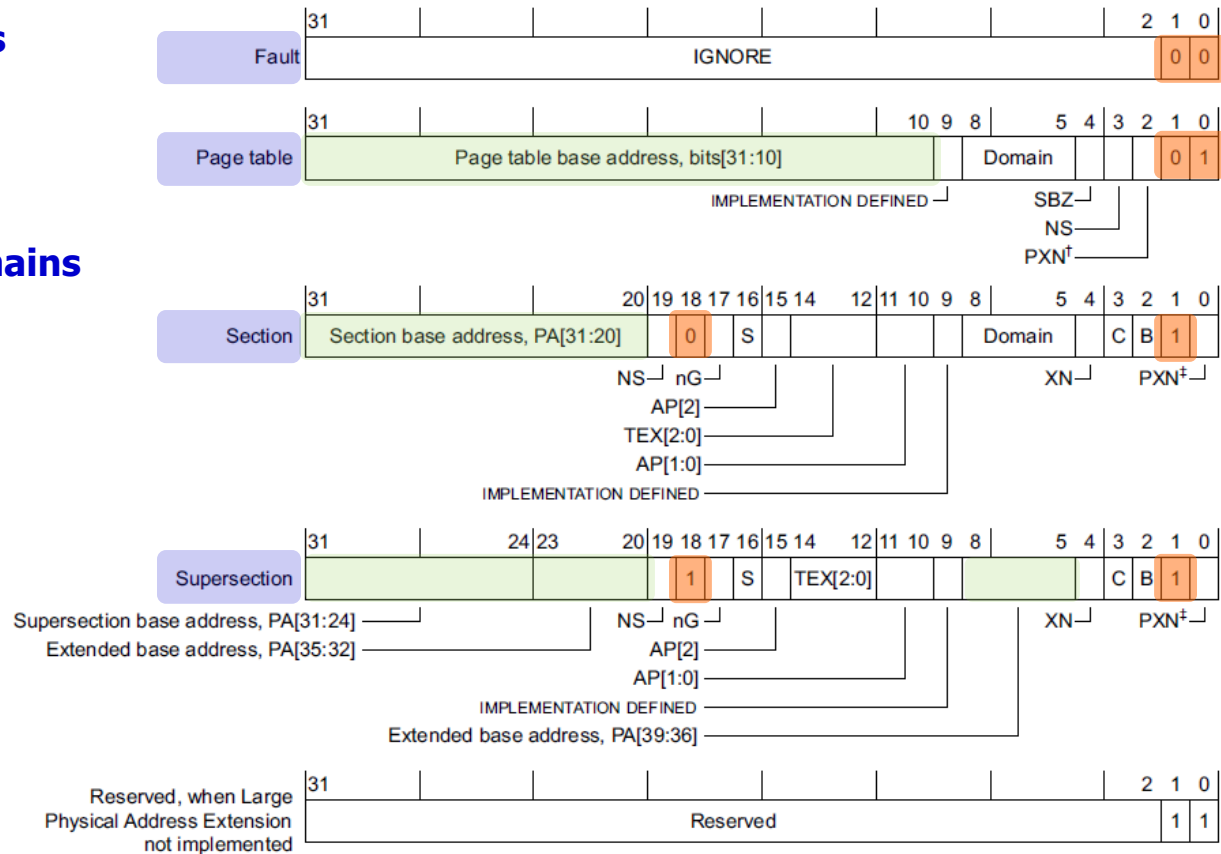 s
31 2 1 0
Fault IGNORE 0 0
31 10 9 8 5 4 3 2 1 0
Page table Page table base address, bits[31:10] Domain 0 1
IMPLEMENTATION DEFINED SBZ
NS
PXN†
nains
31 20 19 18 17 16 15 14 12 11 10 9 8 5 4 3 2 1 0
Section Section base address, PA[31:20] 0 S Domain C B 1
NS nG XN PXN‡
AP[2]
TEX[2:0]
AP[1:0]
IMPLEMENTATION DEFINED
31 24 23 20 19 18 17 16 15 14 12 11 10 9 8 5 4 3 2 1 0
Supersection 1 S TEX[2:0] C B 1
Supersection base address, PA[31:24] NS nG XN PXN‡
Extended base address, PA[35:32] AP[2]
AP[1:0]
IMPLEMENTATION DEFINED
Extended base address, PA[39:36]
31 2 1 0
Reserved, when Large
Physical Address Extension Reserved 1 1
not implemented